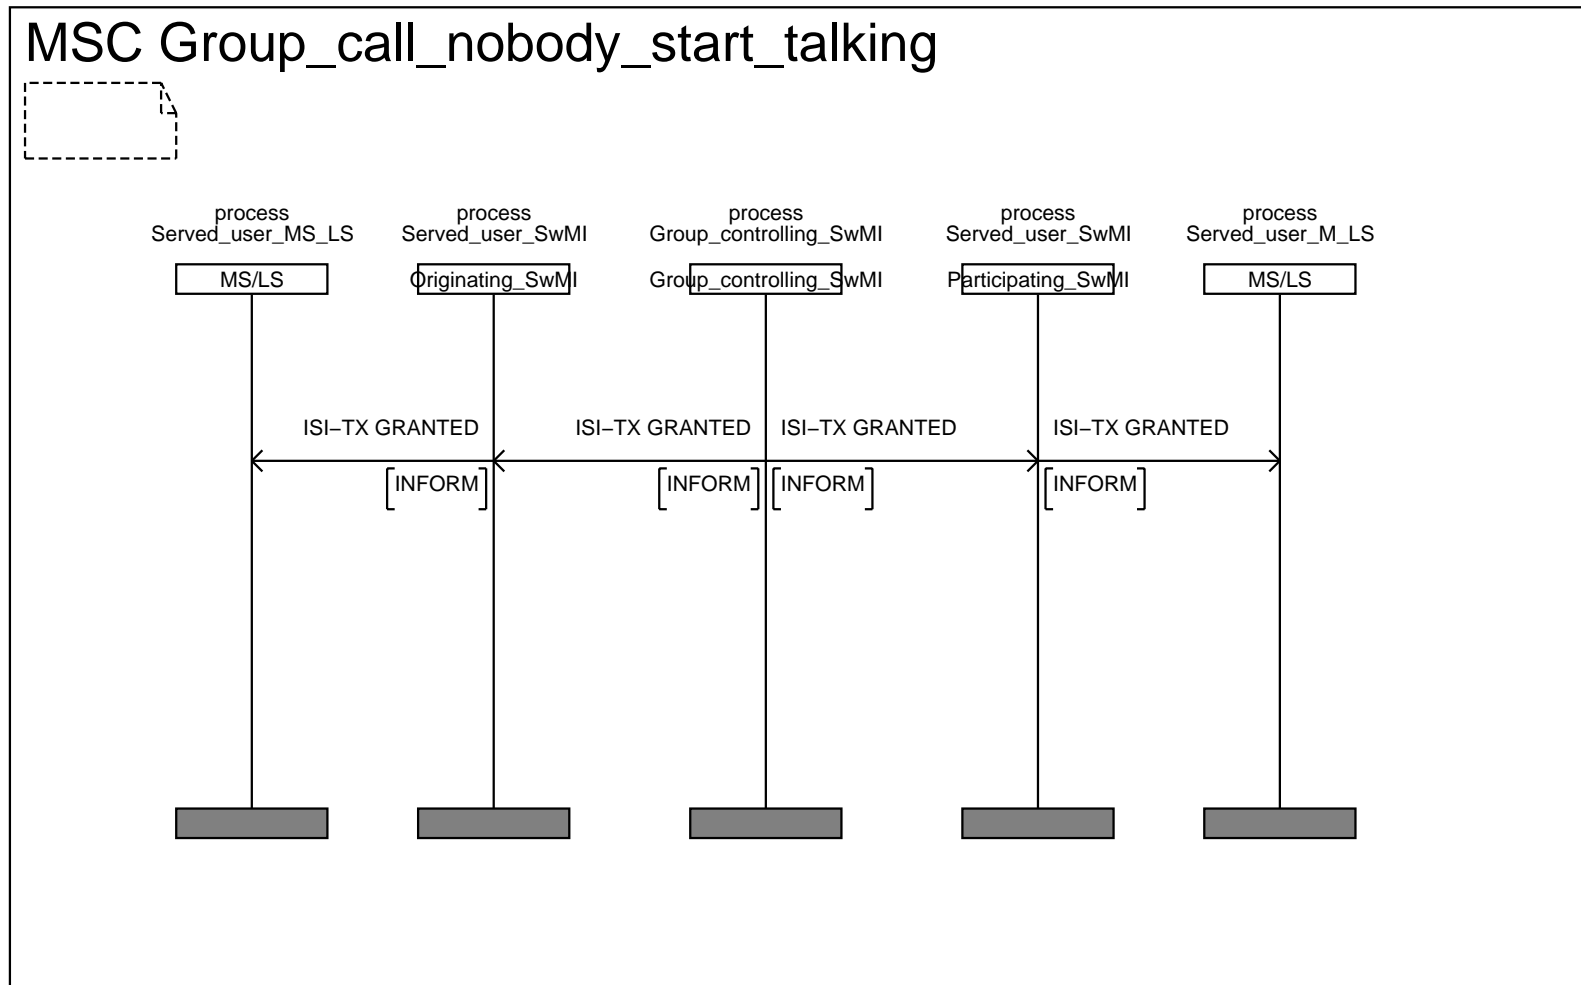 MSC Group_call_nobody_start_talking
process
Served_user_MS_LS
process
Served_user_SwMI
process
Group_controlling_SwMI
process
Served_user_SwMI
process
Served_user_M_LS
MS/LS
Originating_SwMI
Group_controlling_SwMI
Participating_SwMI
MS/LS
ISI−TX GRANTED
ISI−TX GRANTED
ISI−TX GRANTED
ISI−TX GRANTED
INFORM
INFORM
INFORM
INFORM